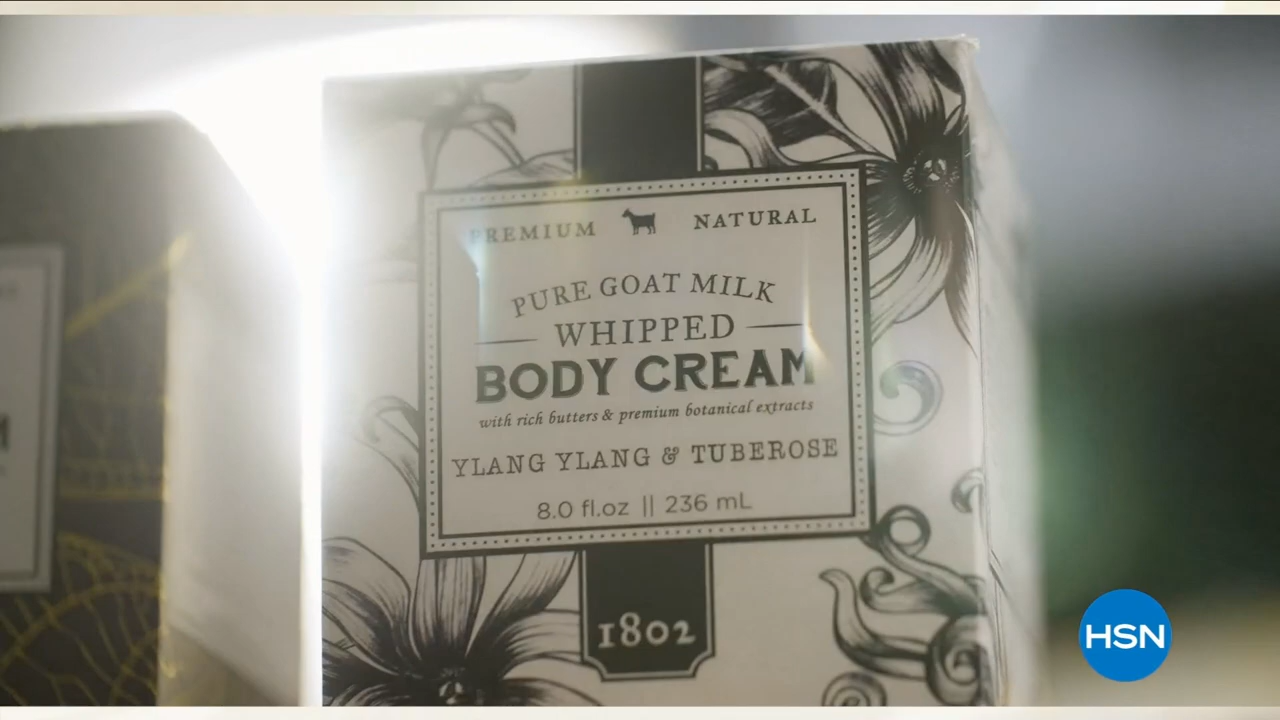 PREMIUM NATURAL
PURE GOAT MILK
WHIPPED
BODY CREAM
with rich butters & premium botanical extracts
YLANG YLANG & TUBEROSE
8.0 fl.oz || 236 mL
1802
HSN